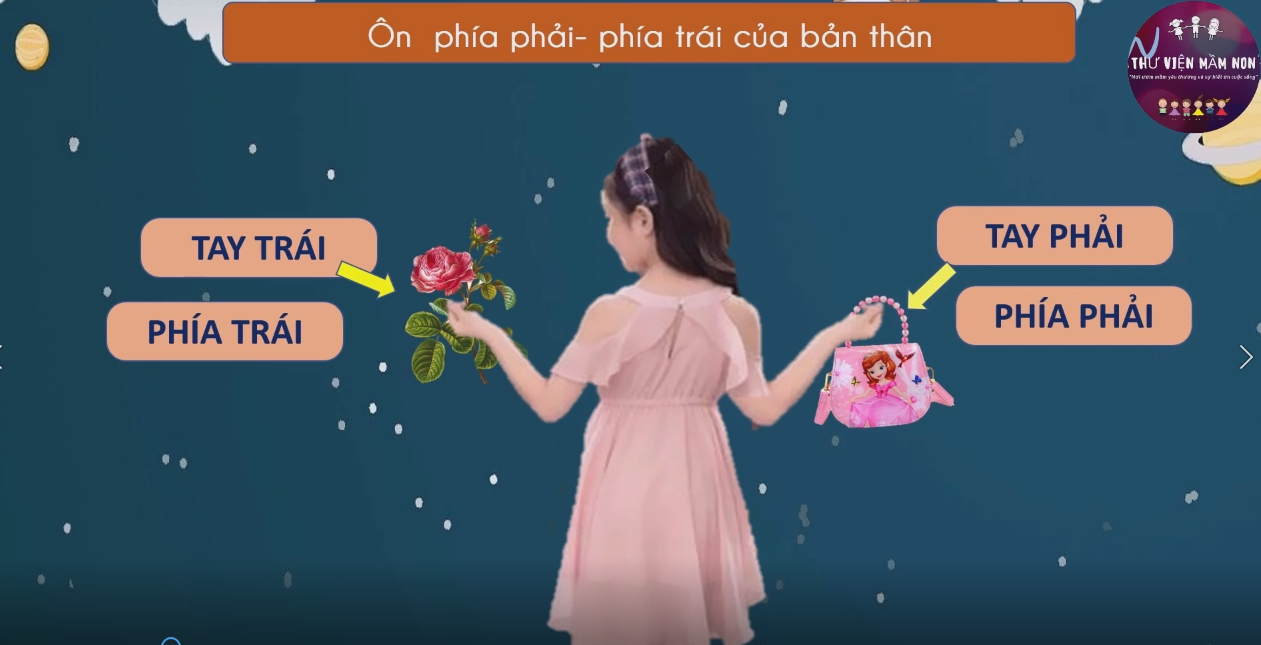 Ôn phía phải- phía trái của bản thân
THƯ VIỆN MẦM NON
TAY TRÁI
PHÍA TRÁI
TAY PHẢI
PHÍA PHẢI